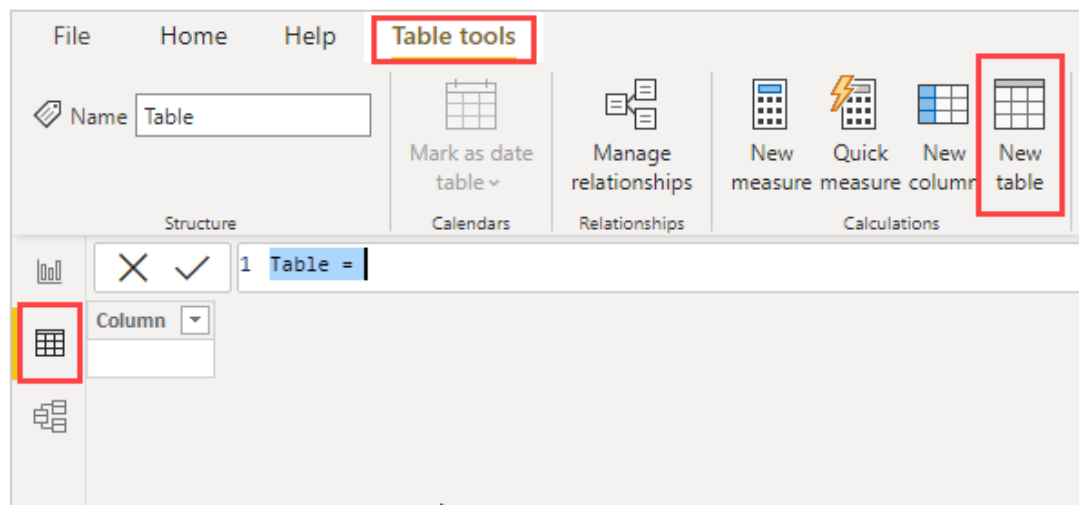 File Home Help Table tools
Name Table
Mark as date
table
Manage
relationships
New
measure
Quick
measure
New
column
New
table
Structure Calendars Relationships Calculations
1 Table =
Column